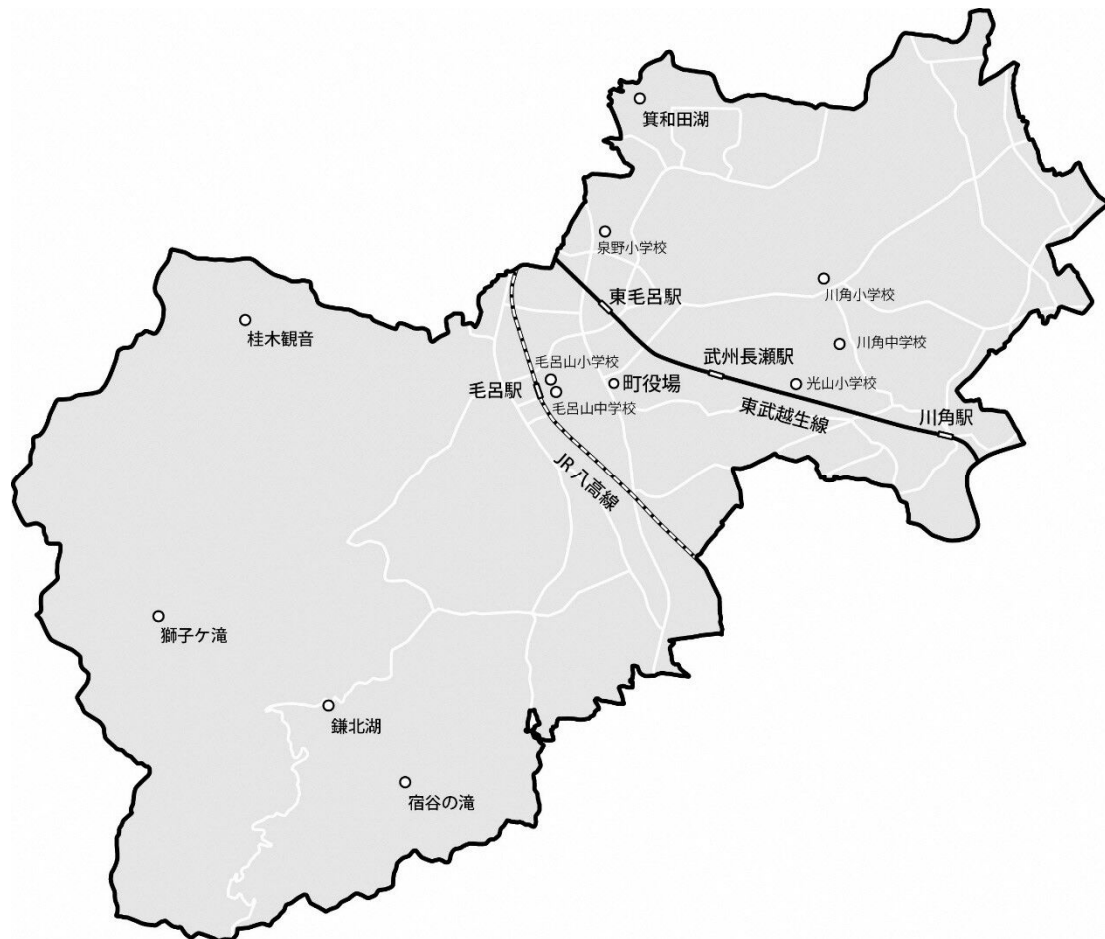 箕和田湖
泉野小学校
東毛呂駅
川角小学校
桂木観音
川角中学校
武州長瀬駅
毛呂山小学校
毛呂駅
町役場
光山小学校
毛呂山中学校
東武越生線
川角駅
JR八高線
獅子ケ滝
鎌北湖
宿谷の滝